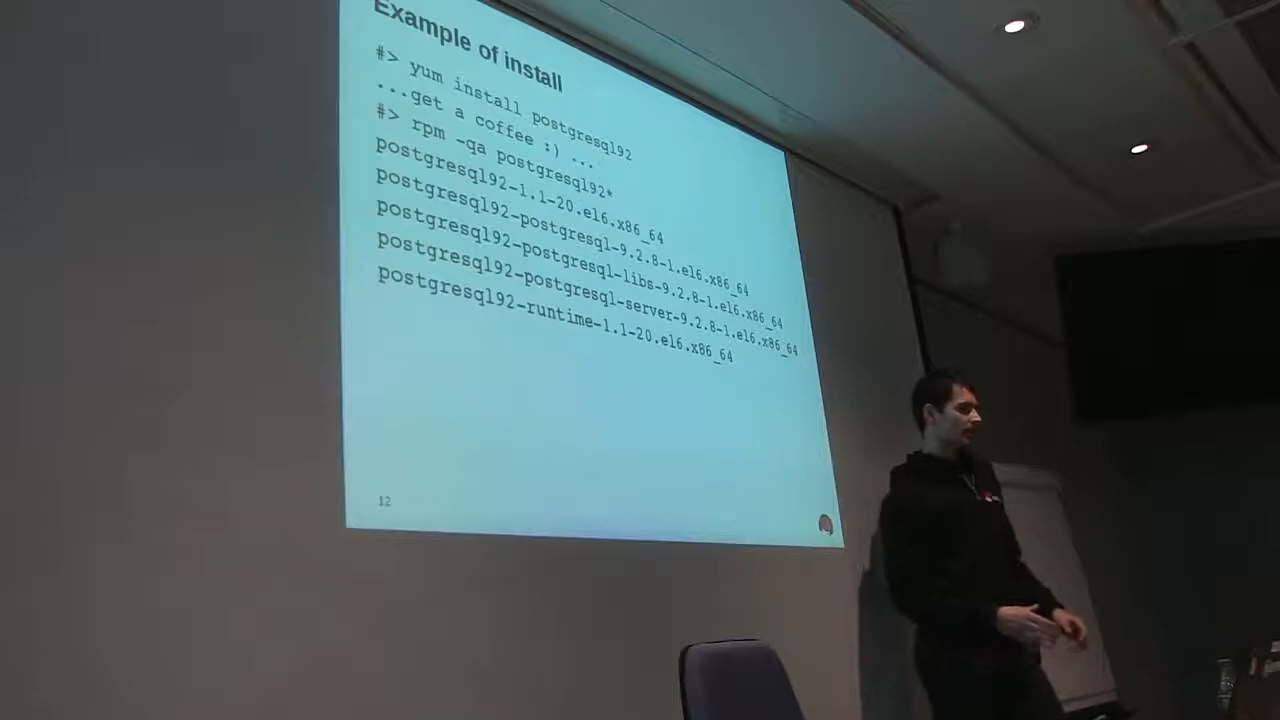 Example of install
#> yum install postgresql92
...get a coffee :) ...
#> rpm -qa postgresql92*
postgresql92-1.1-20.el6.x86_64
postgresql92-postgresql-9.2.8-1.el6.x86_64
postgresql92-postgresql-libs-9.2.8-1.el6.x86_64
postgresql92-postgresql-server-9.2.8-1.el6.x86_64
postgresql92-runtime-1.1-20.el6.x86_64
12